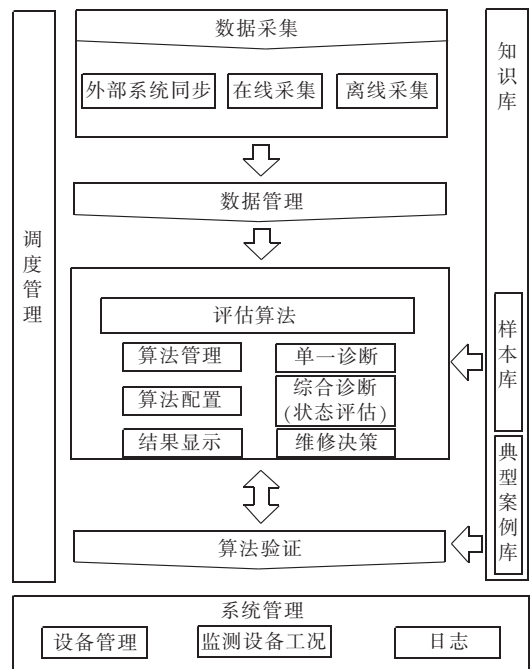 数据采集
外部系统同步
在线采集
离线采集
数据管理
评估算法
算法管理
单一诊断
算法配置
综合诊断
(状态评估)
结果显示
维修决策
算法验证
调度管理
知识库
样本库
典型案例库
系统管理
设备管理
监测设备工况
日志